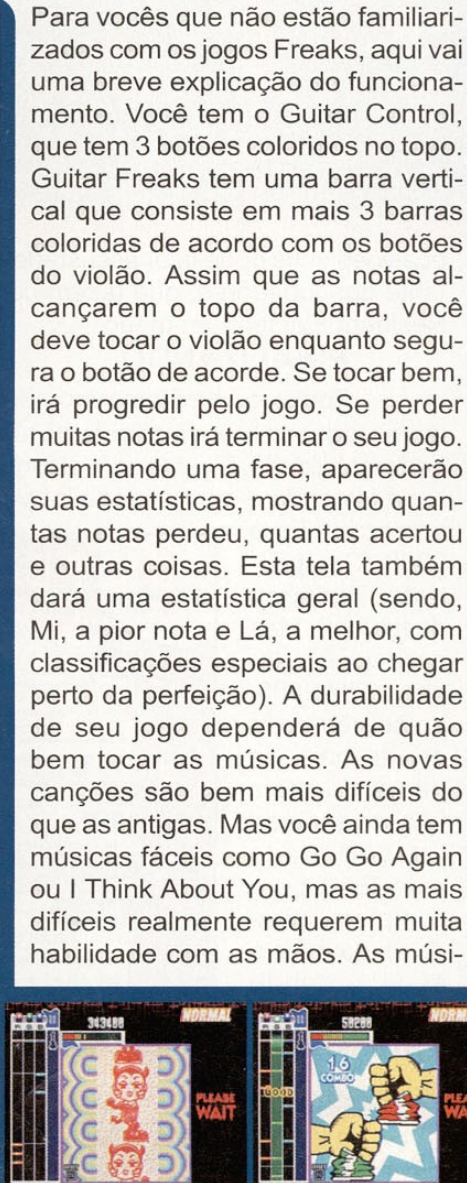 Para vocês que não estão familiari-
zados com os jogos Freaks, aqui vai
uma breve explicação do funciona-
mento. Você tem o Guitar Control,
que tem 3 botões coloridos no topo.
Guitar Freaks tem uma barra verti-
cal que consiste em mais 3 barras
coloridas de acordo com os botões
do violão. Assim que as notas al-
cançarem o topo da barra, você
deve tocar o violão enquanto segu-
ra o botão de acorde. Se tocar bem,
irá progredir pelo jogo. Se perder
muitas notas irá terminar o seu jogo.
Terminando uma fase, aparecerão
suas estatísticas, mostrando quan-
tas notas perdeu, quantas acertou
e outras coisas. Esta tela também
dará uma estatística geral (sendo,
Mi, a pior nota e Lá, a melhor, com
classificações especiais ao chegar
perto da perfeição). A durabilidade
de seu jogo dependerá de quão
bem tocar as músicas. As novas
canções são bem mais difíceis do
que as antigas. Mas você ainda tem
músicas fáceis como Go Go Again
ou I Think About You, mas as mais
difíceis realmente requerem muita
habilidade com as mãos. As músi-
343400
NORMAL
PLEASE
WAIT
50200
NORM
16
COMBO
GOOD
PLEA
WA